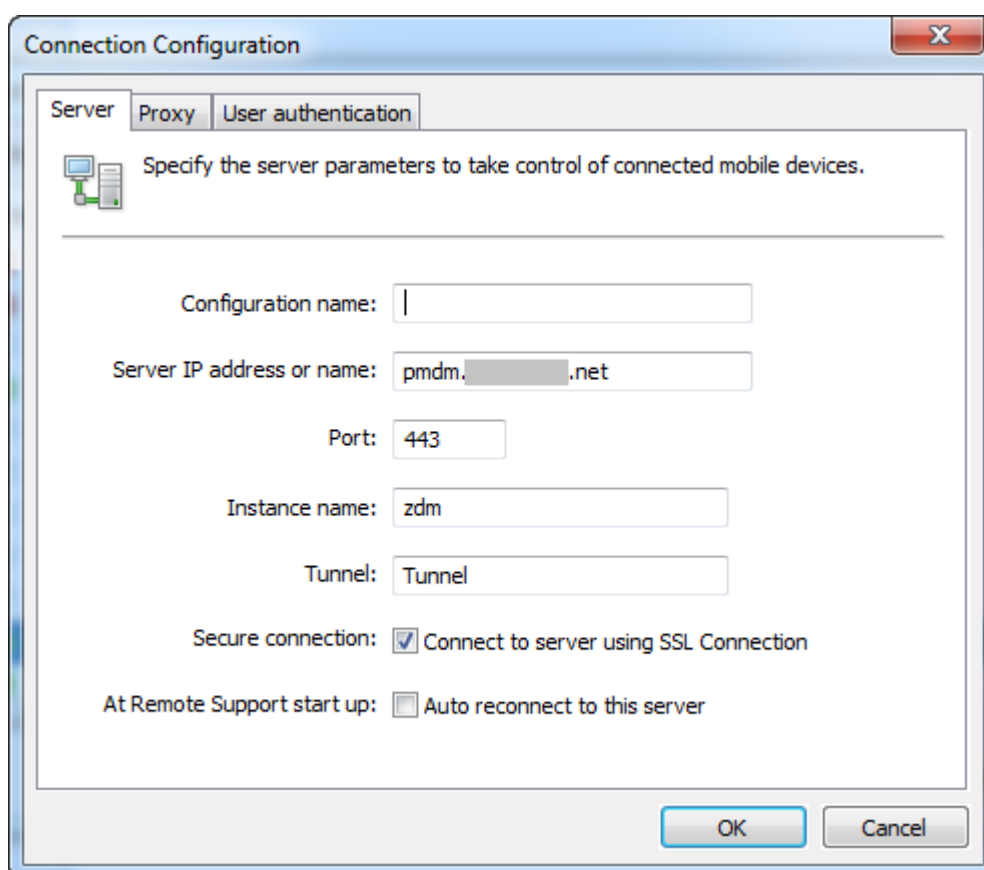 Connection Configuration
Server Proxy User authentication
Specify the server parameters to take control of connected mobile devices.
Configuration name:
Server IP address or name: pmdm. .net
Port: 443
Instance name: zdm
Tunnel: Tunnel
Secure connection: Connect to server using SSL Connection
At Remote Support start up: Auto reconnect to this server
OK Cancel